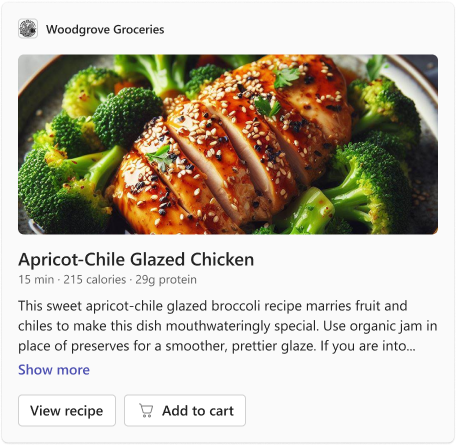 Woodgrove Groceries
Apricot-Chile Glazed Chicken
15 min · 215 calories · 29g protein
This sweet apricot-chile glazed broccoli recipe marries fruit and
chiles to make this dish mouthwateringly special. Use organic jam in
place of preserves for a smoother, prettier glaze. If you are into...
Show more
View recipe
Add to cart